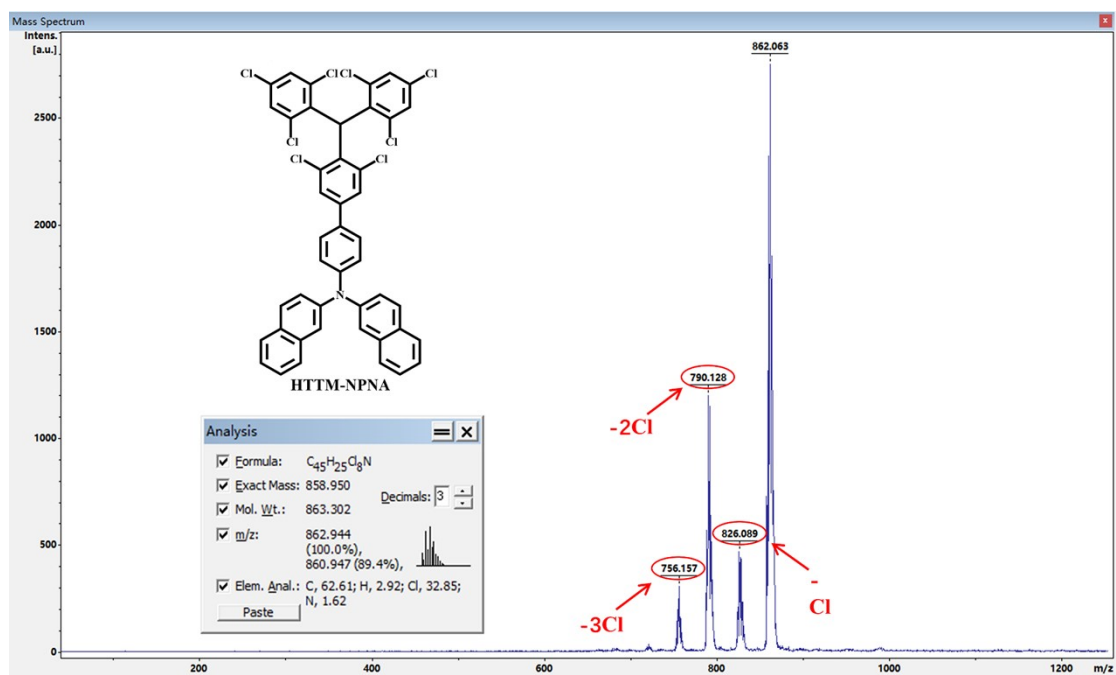 Mass Spectrum
x
Intens.
[a.u.]
2500
2000
1500
1000
500
0
200
400
600
800
1000
1200
m/z
862.063
790.128
-2Cl
826.089
-
Cl
756.157
-3Cl
Cl
Cl
Cl
Cl
Cl
Cl
Cl
Cl
N
HTTM-NPNA
Analysis
Formula: C45H25Cl8N
Exact Mass: 858.950
Decimals: 3
Mol. Wt.: 863.302
m/z: 862.944
(100.0%),
860.947 (89.4%),
Elem. Anal.: C, 62.61; H, 2.92; Cl, 32.85;
N, 1.62
Paste